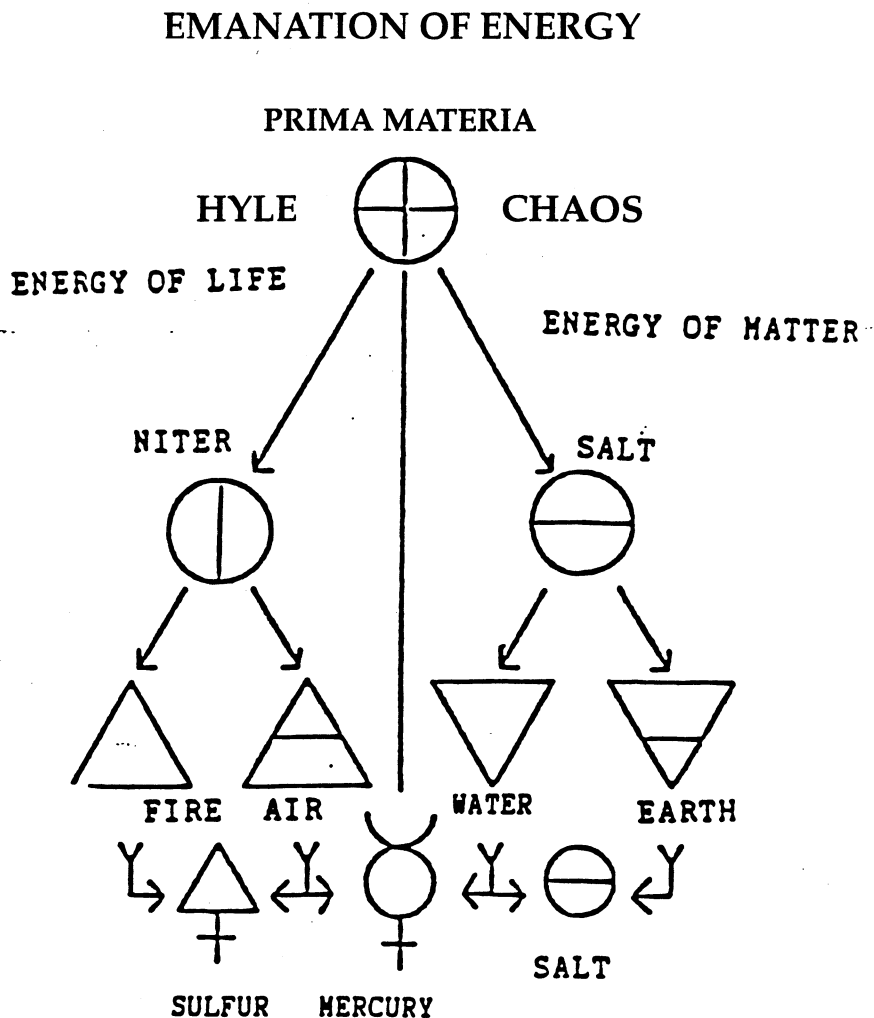 EMANATION OF ENERGY
PRIMA MATERIA
HYLE
CHAOS
ENERGY OF LIFE
ENERGY OF MATTER
NITER
SALT
FIRE
AIR
WATER
EARTH
SALT
SULFUR
MERCURY